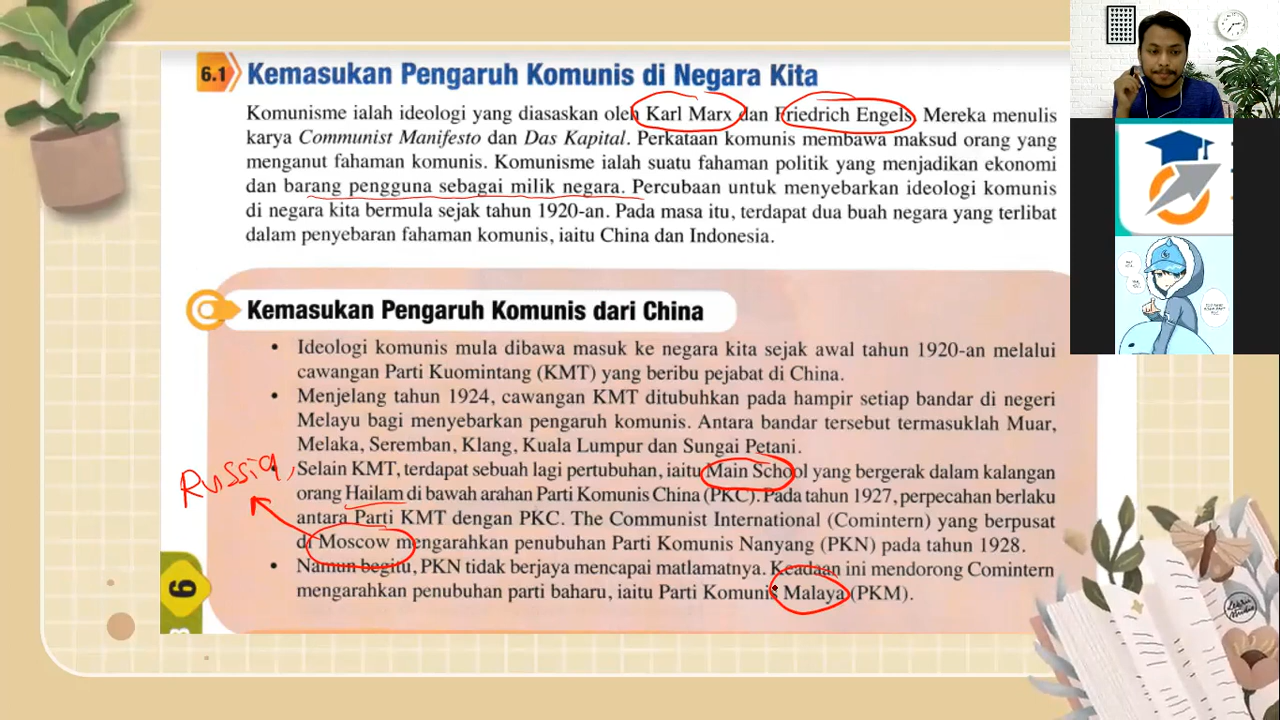 6.1 Kemasukan Pengaruh Komunis di Negara Kita
Komunisme ialah ideologi yang diasaskan oleh Karl Marx dan Friedrich Engels. Mereka menulis
karya Communist Manifesto dan Das Kapital. Perkataan komunis membawa maksud orang yang
menganut fahaman komunis. Komunisme ialah suatu fahaman politik yang menjadikan ekonomi
dan barang pengguna sebagai milik negara. Percubaan untuk menyebarkan ideologi komunis
di negara kita bermula sejak tahun 1920-an. Pada masa itu, terdapat dua buah negara yang terlibat
dalam penyebaran fahaman komunis, iaitu China dan Indonesia.
Kemasukan Pengaruh Komunis dari China
• Ideologi komunis mula dibawa masuk ke negara kita sejak awal tahun 1920-an melalui
cawangan Parti Kuomintang (KMT) yang beribu pejabat di China.
• Menjelang tahun 1924, cawangan KMT ditubuhkan pada hampir setiap bandar di negeri
Melayu bagi menyebarkan pengaruh komunis. Antara bandar tersebut termasuklah Muar,
Melaka, Seremban, Klang, Kuala Lumpur dan Sungai Petani.
• Selain KMT, terdapat sebuah lagi pertubuhan, iaitu Main School yang bergerak dalam kalangan
orang Hailam di bawah arahan Parti Komunis China (PKC). Pada tahun 1927, perpecahan berlaku
antara Parti KMT dengan PKC. The Communist International (Comintern) yang berpusat
di Moscow mengarahkan penubuhan Parti Komunis Nanyang (PKN) pada tahun 1928.
• Namun begitu, PKN tidak berjaya mencapai matlamatnya. Keadaan ini mendorong Comintern
mengarahkan penubuhan parti baharu, iaitu Parti Komunis Malaya (PKM).
Russia
6